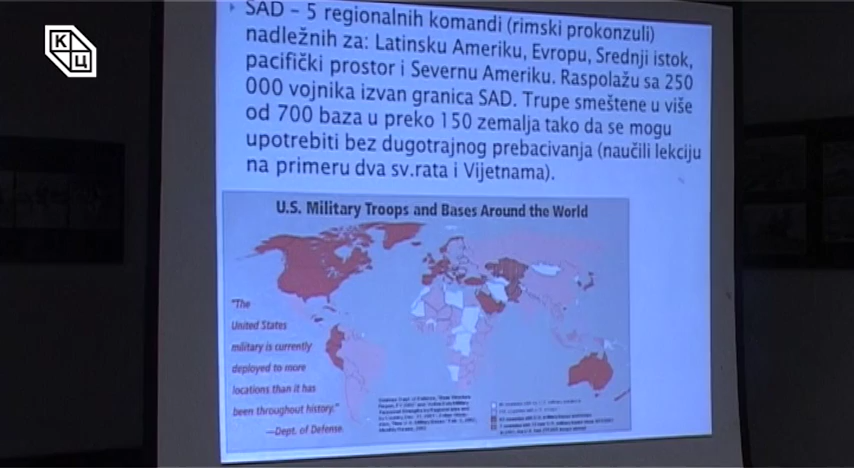 К
Ц
SAD – 5 regionalnih komandi (rimski prokonzuli)
nadležnih za: Latinsku Ameriku, Evropu, Srednji istok,
pacifički prostor i Severnu Ameriku. Raspolažu sa 250
000 vojnika izvan granica SAD. Trupe smeštene u više
od 700 baza u preko 150 zemalja tako da se mogu
upotrebiti bez dugotrajnog prebacivanja (naučili lekciju
na primeru dva sv.rata i Vijetnama).
U.S. Military Troops and Bases Around the World
"The
United States
military is currently
deployed to more
locations than it has
been throughout history."
—Dept. of Defense.